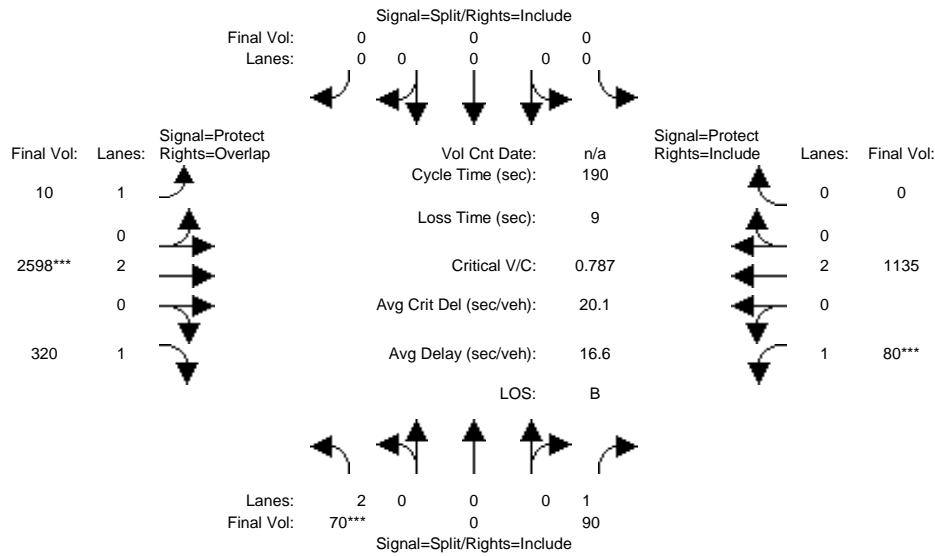 Signal=Split/Rights=Include
Final Vol: 0 0 0
Lanes: 0 0 0 0 0
Signal=Protect Signal=Protect
Final Vol: Lanes: Rights=Overlap Vol Cnt Date: n/a Rights=Include Lanes: Final Vol:
Cycle Time (sec): 190
10 1 0 0
Loss Time (sec): 9
0 0
2598*** 2 Critical V/C: 0.787 2 1135
0 Avg Crit Del (sec/veh): 20.1 0
320 1 Avg Delay (sec/veh): 16.6 1 80***
LOS: B
Lanes: 2 0 0 0 1
Final Vol: 70*** 0 90
Signal=Split/Rights=Include